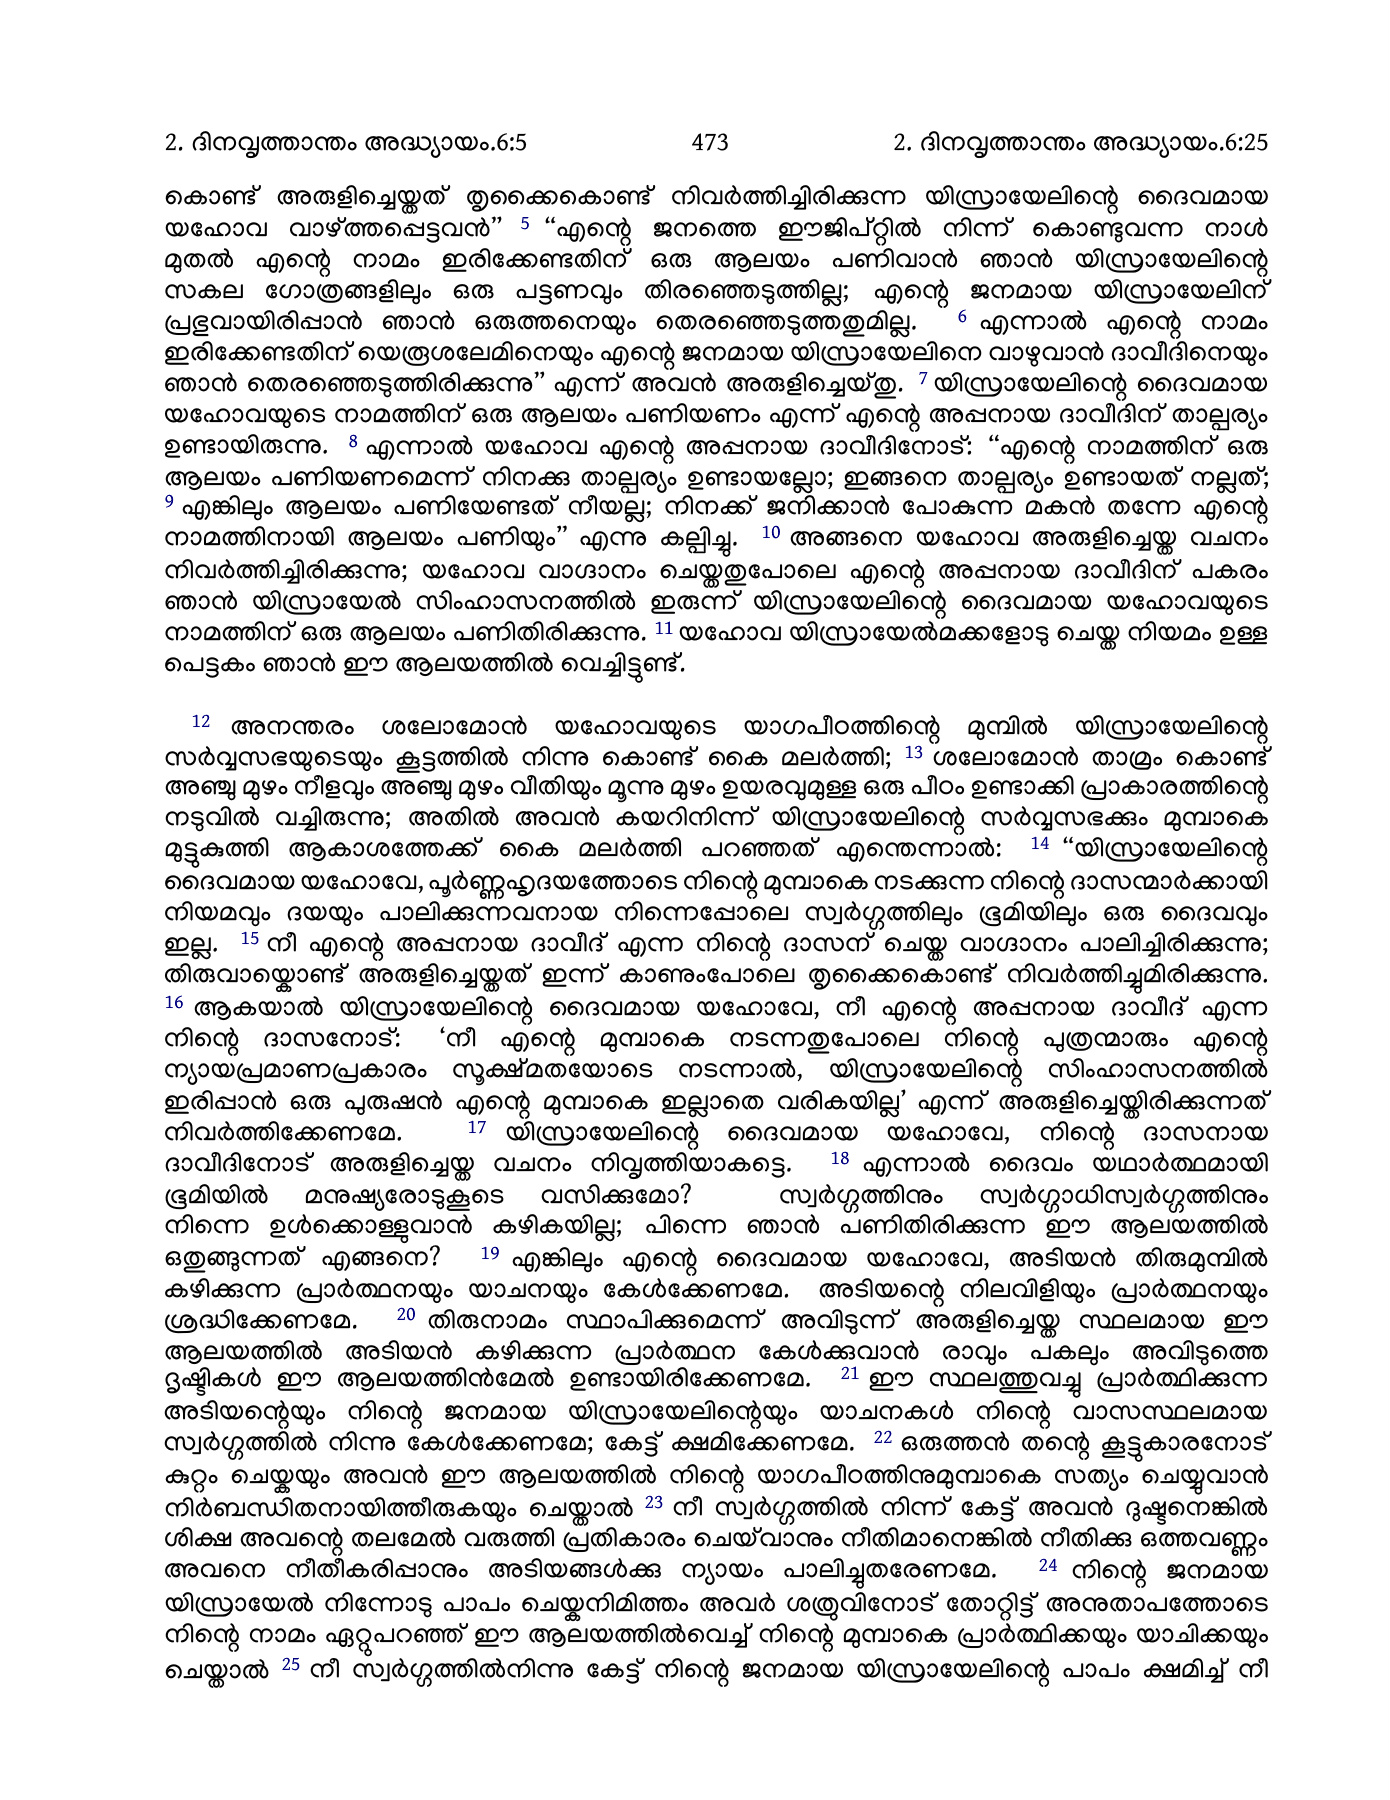 2. ദിനവൃത്താന്തം അദ്ധ്യായം.6:5 473 2. ദിനവൃത്താന്തം അദ്ധ്യായം.6:25
കൊണ്ട് അരുളിച്ചെയ്തത് തൃക്കൈകൊണ്ട് നിവർത്തിച്ചിരിക്കുന്ന യിസ്രായേലിന്റെ ദൈവമായ
യഹോവ വാഴ്ത്തപ്പെട്ടവൻ” 5 “എന്റെ ജനത്തെ ഈജിപ്റ്റിൽ നിന്ന് കൊണ്ടുവന്ന നാൾ
മുതൽ എന്റെ നാമം ഇരിക്കേണ്ടതിന് ഒരു ആലയം പണിവാൻ ഞാൻ യിസ്രായേലിന്റെ
സകല ഗോത്രങ്ങളിലും ഒരു പട്ടണവും തിരഞ്ഞെടുത്തില്ല; എന്റെ ജനമായ യിസ്രായേലിന്
പ്രഭുവായിരിപ്പാൻ ഞാൻ ഒരുത്തനെയും തെരഞ്ഞെടുത്തതുമില്ല. 6 എന്നാൽ എന്റെ നാമം
ഇരിക്കേണ്ടതിന് യെരൂശലേമിനെയും എന്റെ ജനമായ യിസ്രായേലിനെ വാഴുവാൻ ദാവീദിനെയും
ഞാൻ തെരഞ്ഞെടുത്തിരിക്കുന്നു” എന്ന് അവൻ അരുളിച്ചെയ്തു. 7 യിസ്രായേലിന്റെ ദൈവമായ
യഹോവയുടെ നാമത്തിന് ഒരു ആലയം പണിയണം എന്ന് എന്റെ അപ്പനായ ദാവീദിന് താല്പര്യം
ഉണ്ടായിരുന്നു. 8 എന്നാൽ യഹോവ എന്റെ അപ്പനായ ദാവീദിനോട്: “എന്റെ നാമത്തിന് ഒരു
ആലയം പണിയണമെന്ന് നിനക്കു താല്പര്യം ഉണ്ടായല്ലോ; ഇങ്ങനെ താല്പര്യം ഉണ്ടായത് നല്ലത്;
9 എങ്കിലും ആലയം പണിയേണ്ടത് നീയല്ല; നിനക്ക് ജനിക്കാൻ പോകുന്ന മകൻ തന്നേ എന്റെ
നാമത്തിനായി ആലയം പണിയും” എന്നു കല്പിച്ചു. 10 അങ്ങനെ യഹോവ അരുളിച്ചെയ്ത വചനം
നിവർത്തിച്ചിരിക്കുന്നു; യഹോവ വാഗ്ദാനം ചെയ്തതുപോലെ എന്റെ അപ്പനായ ദാവീദിന് പകരം
ഞാൻ യിസ്രായേൽ സിംഹാസനത്തിൽ ഇരുന്ന് യിസ്രായേലിന്റെ ദൈവമായ യഹോവയുടെ
നാമത്തിന് ഒരു ആലയം പണിതിരിക്കുന്നു. 11 യഹോവ യിസ്രായേൽമക്കളോടു ചെയ്ത നിയമം ഉള്ള
പെട്ടകം ഞാൻ ഈ ആലയത്തിൽ വെച്ചിട്ടുണ്ട്.
12 അനന്തരം ശലോമോൻ യഹോവയുടെ യാഗപീഠത്തിന്റെ മുമ്പിൽ യിസ്രായേലിന്റെ
സർവ്വസഭയുടെയും കൂട്ടത്തിൽ നിന്നു കൊണ്ട് കൈ മലർത്തി; 13 ശലോമോൻ താമ്രം കൊണ്ട്
അഞ്ചു മുഴം നീളവും അഞ്ചു മുഴം വീതിയും മൂന്നു മുഴം ഉയരവുമുള്ള ഒരു പീഠം ഉണ്ടാക്കി പ്രാകാരത്തിന്റെ
നടുവിൽ വച്ചിരുന്നു; അതിൽ അവൻ കയറിനിന്ന് യിസ്രായേലിന്റെ സർവ്വസഭക്കും മുമ്പാകെ
മുട്ടുകുത്തി ആകാശത്തേക്ക് കൈ മലർത്തി പറഞ്ഞത് എന്തെന്നാൽ: 14 “യിസ്രായേലിന്റെ
ദൈവമായ യഹോവേ, പൂർണ്ണഹൃദയത്തോടെ നിന്റെ മുമ്പാകെ നടക്കുന്ന നിന്റെ ദാസന്മാർക്കായി
നിയമവും ദയയും പാലിക്കുന്നവനായ നിന്നെപ്പോലെ സ്വർഗ്ഗത്തിലും ഭൂമിയിലും ഒരു ദൈവവും
ഇല്ല. 15 നീ എന്റെ അപ്പനായ ദാവീദ് എന്ന നിന്റെ ദാസന് ചെയ്ത വാഗ്ദാനം പാലിച്ചിരിക്കുന്നു;
തിരുവായ്കൊണ്ട് അരുളിച്ചെയ്തത് ഇന്ന് കാണുംപോലെ തൃക്കൈകൊണ്ട് നിവർത്തിച്ചുമിരിക്കുന്നു.
16 ആകയാൽ യിസ്രായേലിന്റെ ദൈവമായ യഹോവേ, നീ എന്റെ അപ്പനായ ദാവീദ് എന്ന
നിന്റെ ദാസനോട്: ‘നീ എന്റെ മുമ്പാകെ നടന്നതുപോലെ നിന്റെ പുത്രന്മാരും എന്റെ
ന്യായപ്രമാണപ്രകാരം സൂക്ഷ്മതയോടെ നടന്നാൽ, യിസ്രായേലിന്റെ സിംഹാസനത്തിൽ
ഇരിപ്പാൻ ഒരു പുരുഷൻ എന്റെ മുമ്പാകെ ഇല്ലാതെ വരികയില്ല’ എന്ന് അരുളിച്ചെയ്തിരിക്കുന്നത്
നിവർത്തിക്കേണമേ. 17 യിസ്രായേലിന്റെ ദൈവമായ യഹോവേ, നിന്റെ ദാസനായ
ദാവീദിനോട് അരുളിച്ചെയ്ത വചനം നിവൃത്തിയാകട്ടെ. 18 എന്നാൽ ദൈവം യഥാർത്ഥമായി
ഭൂമിയിൽ മനുഷ്യരോടുകൂടെ വസിക്കുമോ? സ്വർഗ്ഗത്തിനും സ്വർഗ്ഗാധിസ്വർഗ്ഗത്തിനും
നിന്നെ ഉൾക്കൊള്ളുവാൻ കഴികയില്ല; പിന്നെ ഞാൻ പണിതിരിക്കുന്ന ഈ ആലയത്തിൽ
ഒതുങ്ങുന്നത് എങ്ങനെ? 19 എങ്കിലും എന്റെ ദൈവമായ യഹോവേ, അടിയൻ തിരുമുമ്പിൽ
കഴിക്കുന്ന പ്രാർത്ഥനയും യാചനയും കേൾക്കേണമേ. അടിയന്റെ നിലവിളിയും പ്രാർത്ഥനയും
ശ്രദ്ധിക്കേണമേ. 20 തിരുനാമം സ്ഥാപിക്കുമെന്ന് അവിടുന്ന് അരുളിച്ചെയ്ത സ്ഥലമായ ഈ
ആലയത്തിൽ അടിയൻ കഴിക്കുന്ന പ്രാർത്ഥന കേൾക്കുവാൻ രാവും പകലും അവിടുത്തെ
ദൃഷ്ടികൾ ഈ ആലയത്തിൻമേൽ ഉണ്ടായിരിക്കേണമേ. 21 ഈ സ്ഥലത്തുവച്ചു പ്രാർത്ഥിക്കുന്ന
അടിയന്റെയും നിന്റെ ജനമായ യിസ്രായേലിന്റെയും യാചനകൾ നിന്റെ വാസസ്ഥലമായ
സ്വർഗ്ഗത്തിൽ നിന്നു കേൾക്കേണമേ; കേട്ട് ക്ഷമിക്കേണമേ. 22 ഒരുത്തൻ തന്റെ കൂട്ടുകാരനോട്
കുറ്റം ചെയ്കയും അവൻ ഈ ആലയത്തിൽ നിന്റെ യാഗപീഠത്തിനുമുമ്പാകെ സത്യം ചെയ്യുവാൻ
നിർബന്ധിതനായിത്തീരുകയും ചെയ്താൽ 23 നീ സ്വർഗ്ഗത്തിൽ നിന്ന് കേട്ട് അവൻ ദുഷ്ടനെങ്കിൽ
ശിക്ഷ അവന്റെ തലമേൽ വരുത്തി പ്രതികാരം ചെയ്‌വാനും നീതിമാനെങ്കിൽ നീതിക്കു ഒത്തവണ്ണം
അവനെ നീതീകരിപ്പാനും അടിയങ്ങൾക്കു ന്യായം പാലിച്ചുതരേണമേ. 24 നിന്റെ ജനമായ
യിസ്രായേൽ നിന്നോടു പാപം ചെയ്കനിമിത്തം അവർ ശത്രുവിനോട് തോറ്റിട്ട് അനുതാപത്തോടെ
നിന്റെ നാമം ഏറ്റുപറഞ്ഞ് ഈ ആലയത്തിൽവെച്ച് നിന്റെ മുമ്പാകെ പ്രാർത്ഥിക്കയും യാചിക്കയും
ചെയ്താൽ 25 നീ സ്വർഗ്ഗത്തിൽനിന്നു കേട്ട് നിന്റെ ജനമായ യിസ്രായേലിന്റെ പാപം ക്ഷമിച്ച് നീ